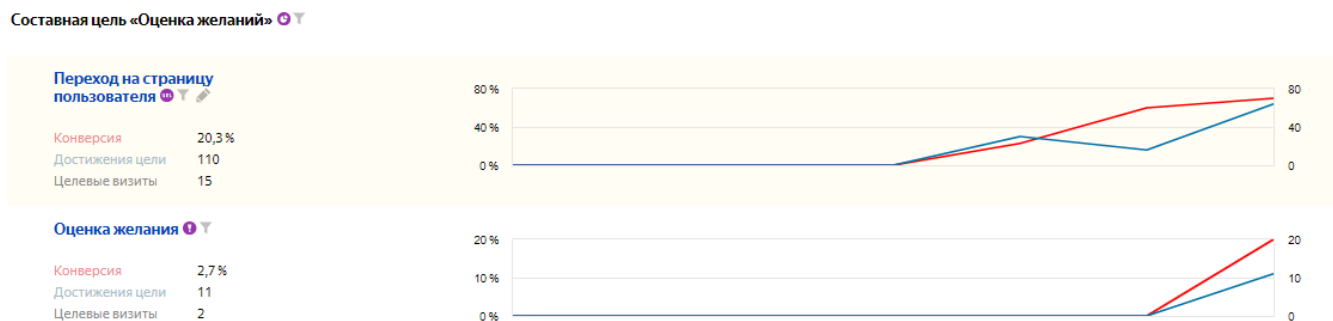 Составная цель «Оценка желаний»
Переход на страницу
пользователя
Конверсия 20,3 %
Достижения цели 110
Целевые визиты 15
80 % 80
40 % 40
0 % 0
Оценка желания
Конверсия 2,7 %
Достижения цели 11
Целевые визиты 2
20 % 20
10 % 10
0 % 0